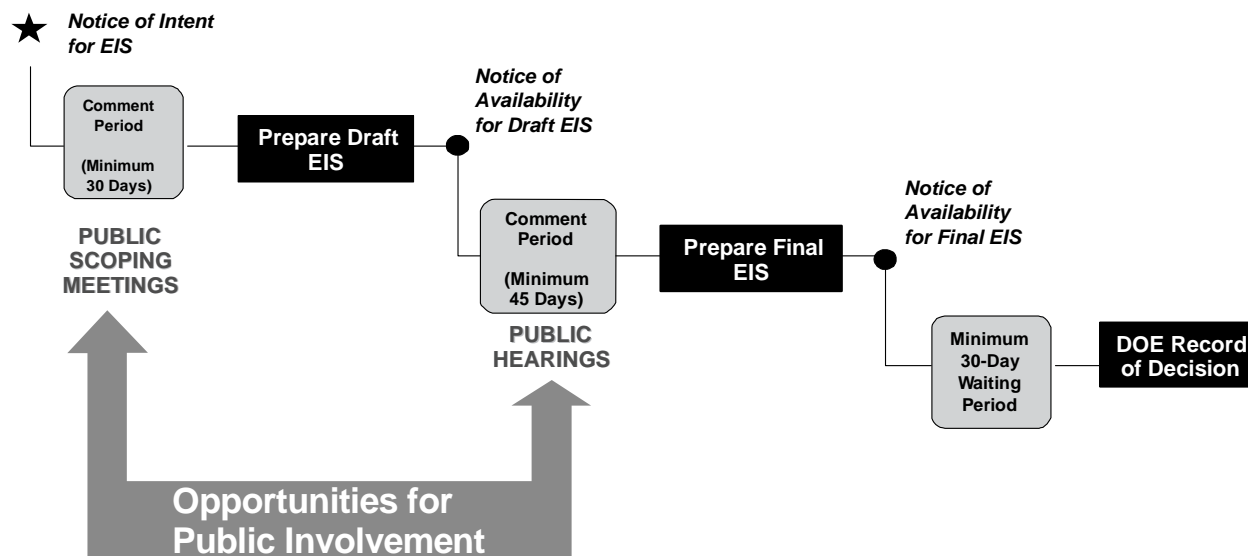 Notice of Intent
for EIS
Comment
Period
(Minimum
30 Days)
PUBLIC
SCOPING
MEETINGS
Prepare Draft
EIS
Notice of
Availability
for Draft EIS
Comment
Period
(Minimum
45 Days)
PUBLIC
HEARINGS
Prepare Final
EIS
Notice of
Availability
for Final EIS
Minimum
30-Day
Waiting
Period
DOE Record
of Decision
Opportunities for
Public Involvement